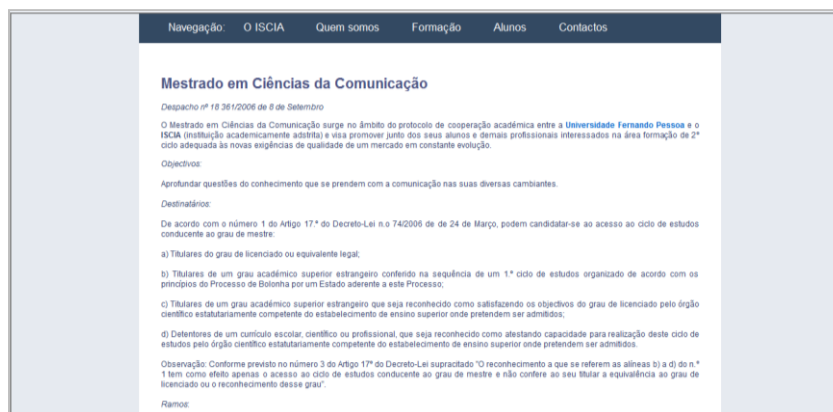 Navegação: O ISCIA Quem somos Formação Alunos Contactos
Mestrado em Ciências da Comunicação
Despacho nº 18 361/2006 de 8 de Setembro
O Mestrado em Ciências da Comunicação surge no âmbito do protocolo de cooperação académica entre a Universidade Fernando Pessoa e o
ISCIA (instituição academicamente adstrita) e visa promover junto dos seus alunos e demais profissionais interessados na área formação de 2º
ciclo adequada às novas exigências de qualidade de um mercado em constante evolução.
Objectivos:
Aprofundar questões do conhecimento que se prendem com a comunicação nas suas diversas cambiantes.
Destinatários:
De acordo com o número 1 do Artigo 17.º do Decreto-Lei n.o 74/2006 de de 24 de Março, podem candidatar-se ao acesso ao ciclo de estudos
conducente ao grau de mestre:
a) Titulares do grau de licenciado ou equivalente legal;
b) Titulares de um grau académico superior estrangeiro conferido na sequência de um 1.º ciclo de estudos organizado de acordo com os
princípios do Processo de Bolonha por um Estado aderente a este Processo;
c) Titulares de um grau académico superior estrangeiro que seja reconhecido como satisfazendo os objectivos do grau de licenciado pelo órgão
científico estatutariamente competente do estabelecimento de ensino superior onde pretendem ser admitidos;
d) Detentores de um currículo escolar, científico ou profissional, que seja reconhecido como atestando capacidade para realização deste ciclo de
estudos pelo órgão científico estatutariamente competente do estabelecimento de ensino superior onde pretendem ser admitidos.
Observação: Conforme previsto no número 3 do Artigo 17º do Decreto-Lei supracitado "O reconhecimento a que se referem as alíneas b) a d) do n.º
1 tem como efeito apenas o acesso ao ciclo de estudos conducente ao grau de mestre e não confere ao seu titular a equivalência ao grau de
licenciado ou o reconhecimento desse grau".
Ramos: